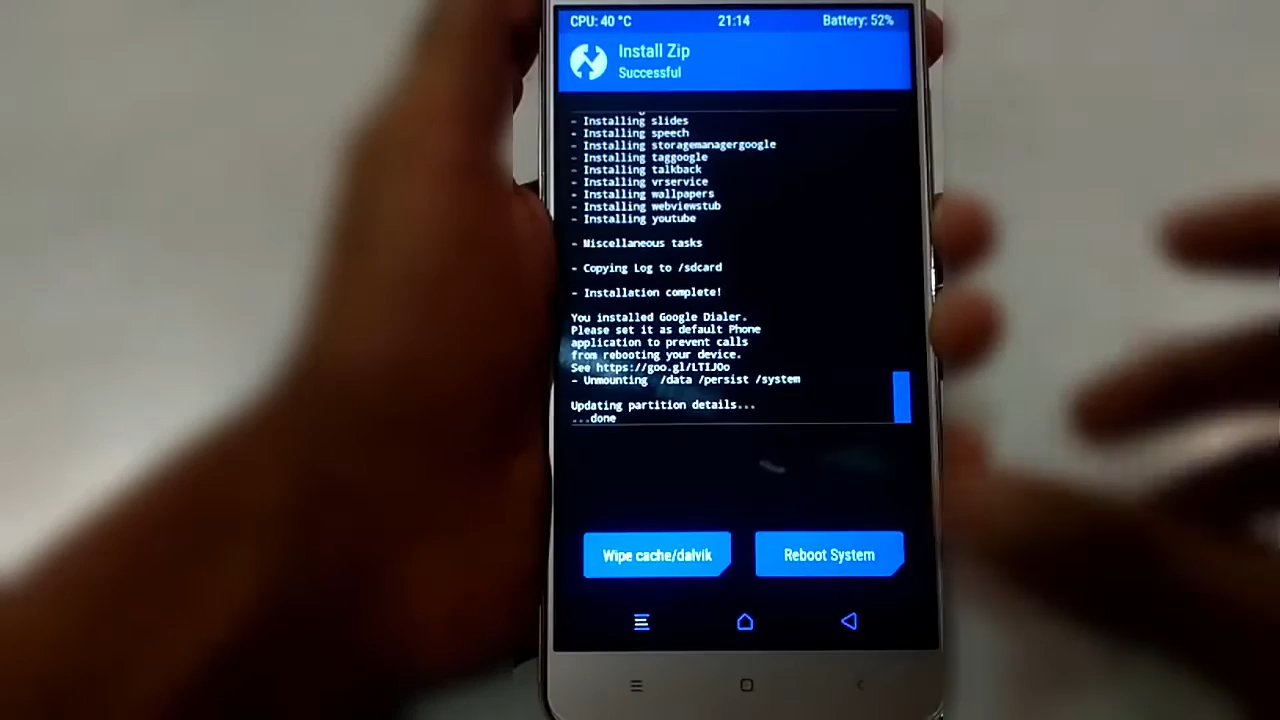 CPU: 40 °C 21:14 Battery: 52%
Install Zip
Successful
- Installing slides
- Installing speech
- Installing storagemanagergoogle
- Installing taggoogle
- Installing talkback
- Installing vrservice
- Installing wallpapers
- Installing webviewstub
- Installing youtube
- Miscellaneous tasks
- Copying Log to /sdcard
- Installation complete!
You installed Google Dialer.
Please set it as default Phone
application to prevent calls
from rebooting your device.
See https://goo.gl/LTIJOo
- Unmounting /data /persist /system
Updating partition details...
...done
Wipe cache/dalvik Reboot System